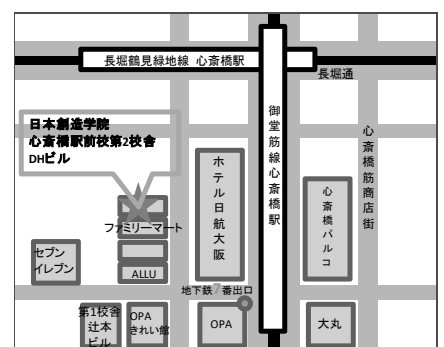 長堀鶴見緑地線 心斎橋駅
長堀通
日本創造学院
心斎橋駅前校第2校舎
DHビル
御堂筋線心斎橋駅
心斎橋筋商店街
ホテル日航大阪
心斎橋パルコ
ファミリーマート
セブン
イレブン
ALLU
地下鉄7番出口
第1校舎
辻本
ビル
OPA
きれい館
OPA
大丸